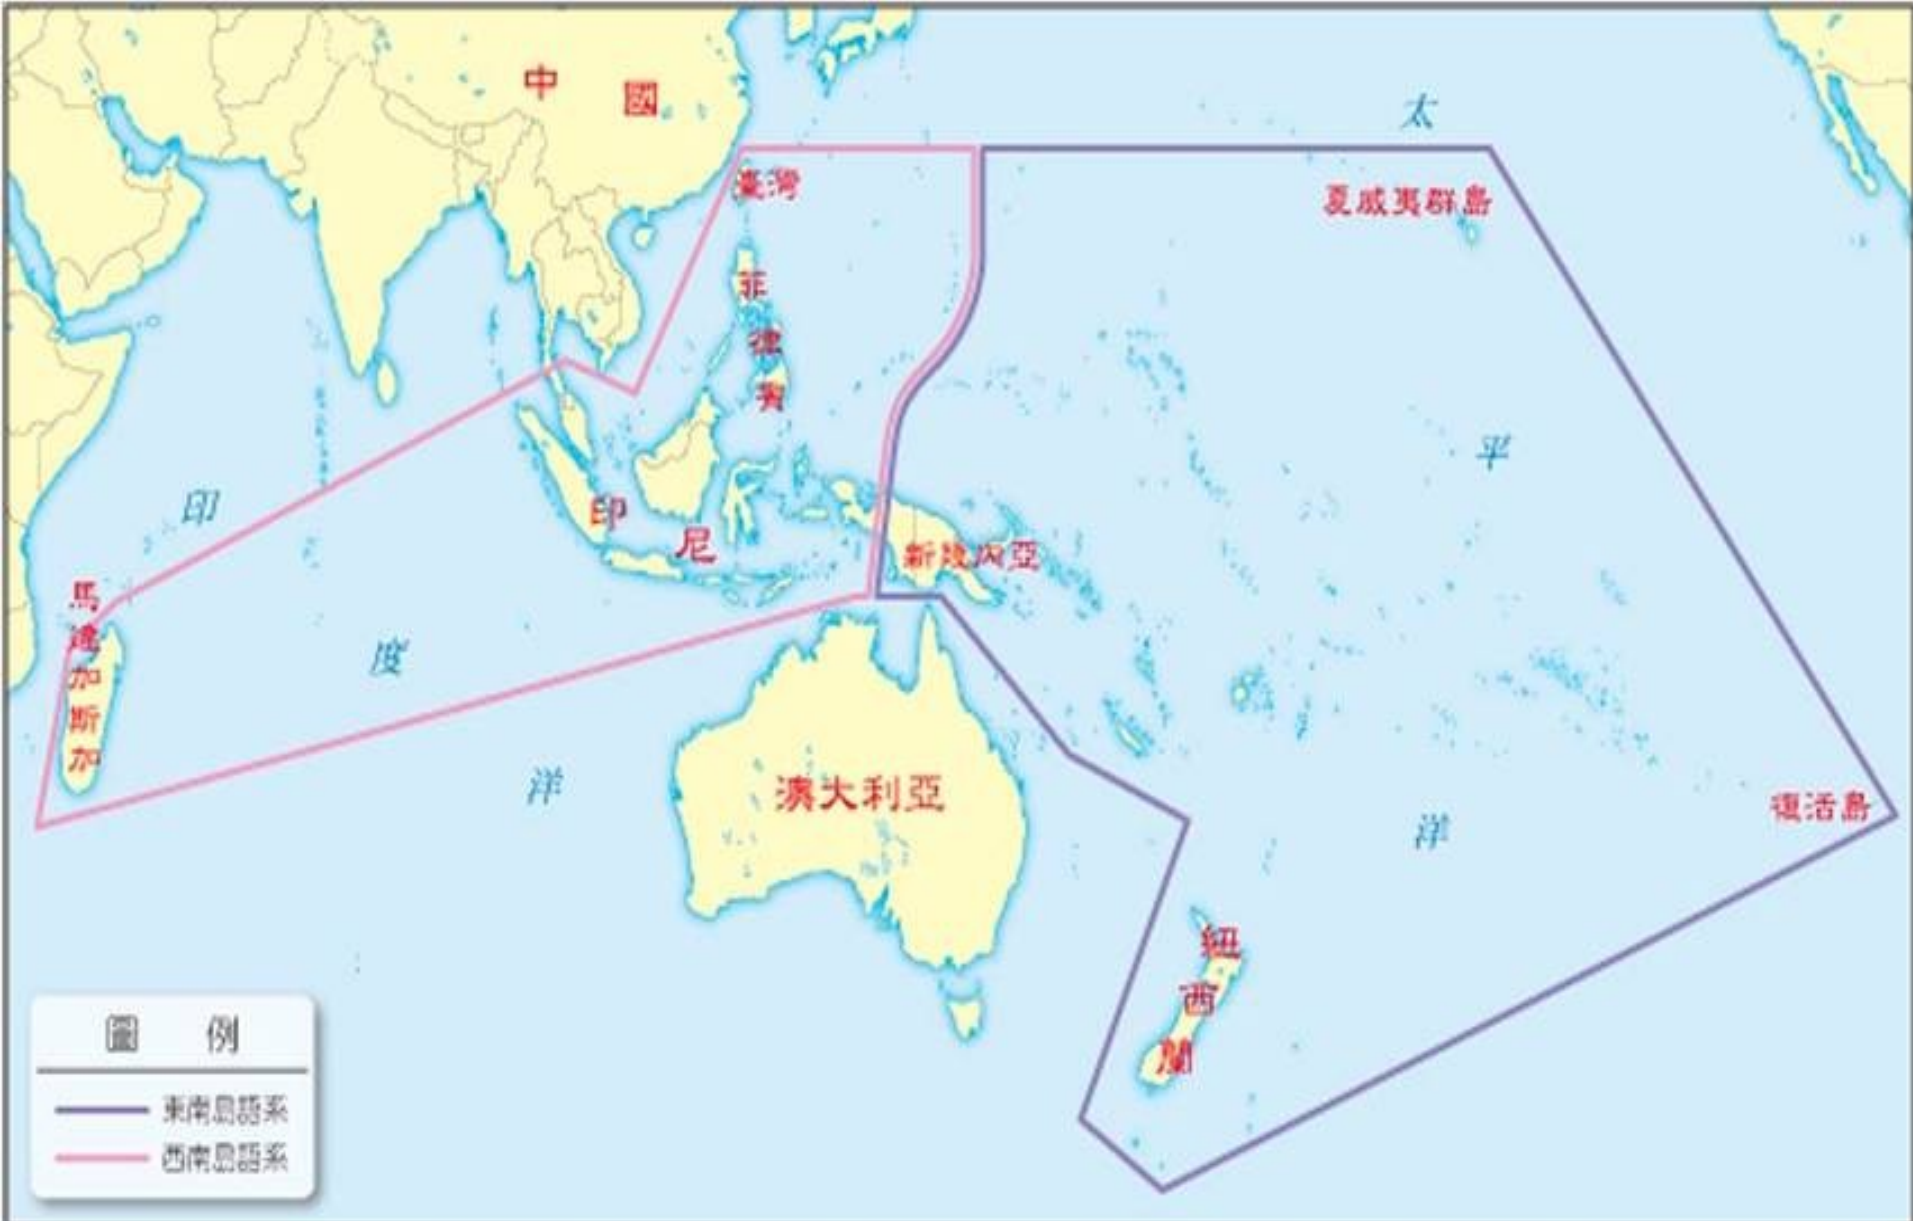 中國
太
臺灣
夏威夷群島
菲律賓
平
印
印尼
新幾內亞
馬達加斯加
度
洋
澳大利亞
復活島
洋
紐西蘭
圖例
東南島語系
西南島語系